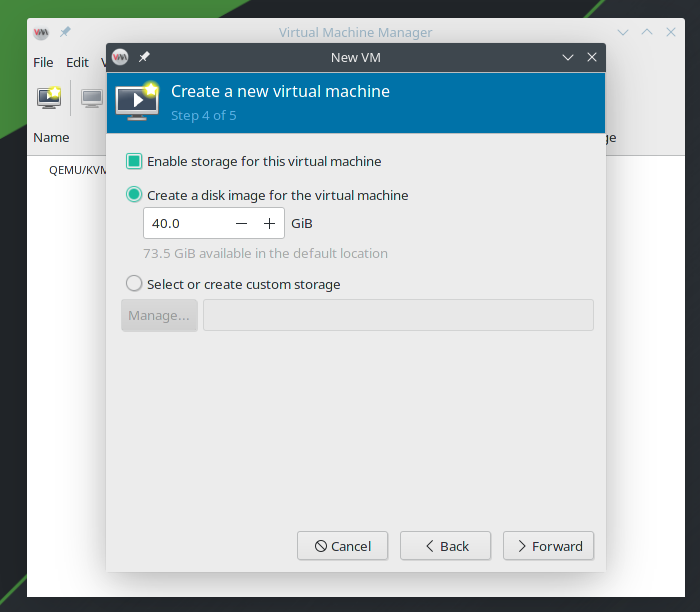 Virtual Machine Manager
File Edit
New VM
Create a new virtual machine
Step 4 of 5
Name
QEMU/KVM
Enable storage for this virtual machine
Create a disk image for the virtual machine
40.0 GiB
73.5 GiB available in the default location
Select or create custom storage
Manage...
Cancel Back Forward